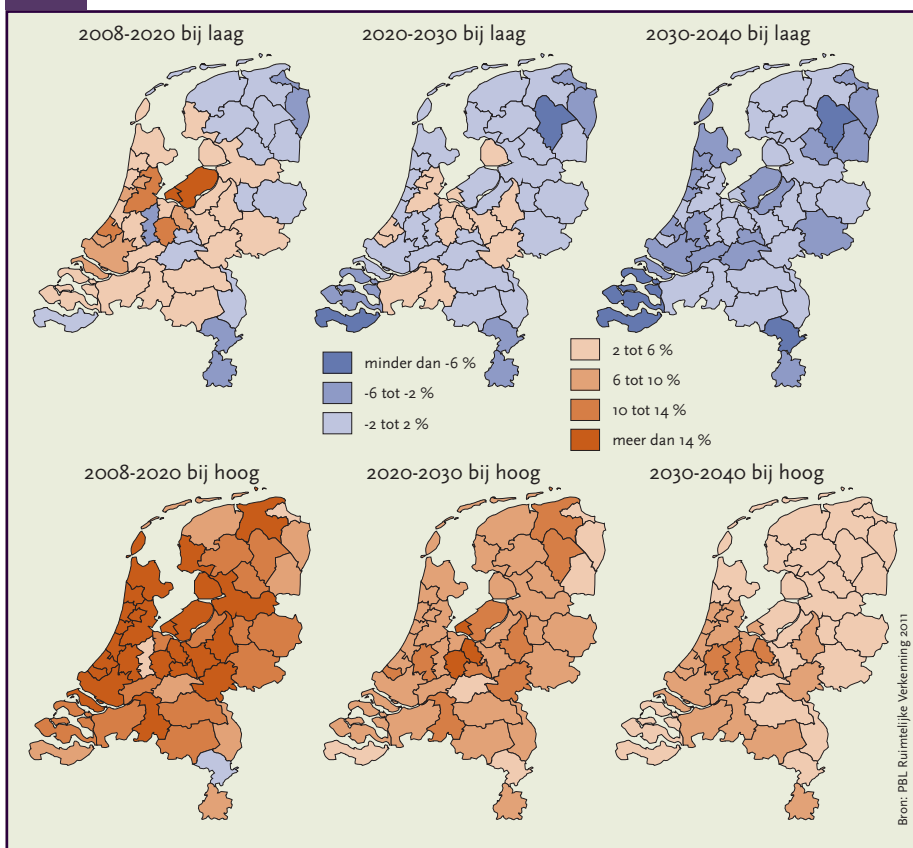 2008-2020 bij laag
2020-2030 bij laag
2030-2040 bij laag
minder dan -6 %
-6 tot -2 %
-2 tot 2 %
2 tot 6 %
6 tot 10 %
10 tot 14 %
meer dan 14 %
2008-2020 bij hoog
2020-2030 bij hoog
2030-2040 bij hoog
Bron: PBL Ruimtelijke Verkenning 2011